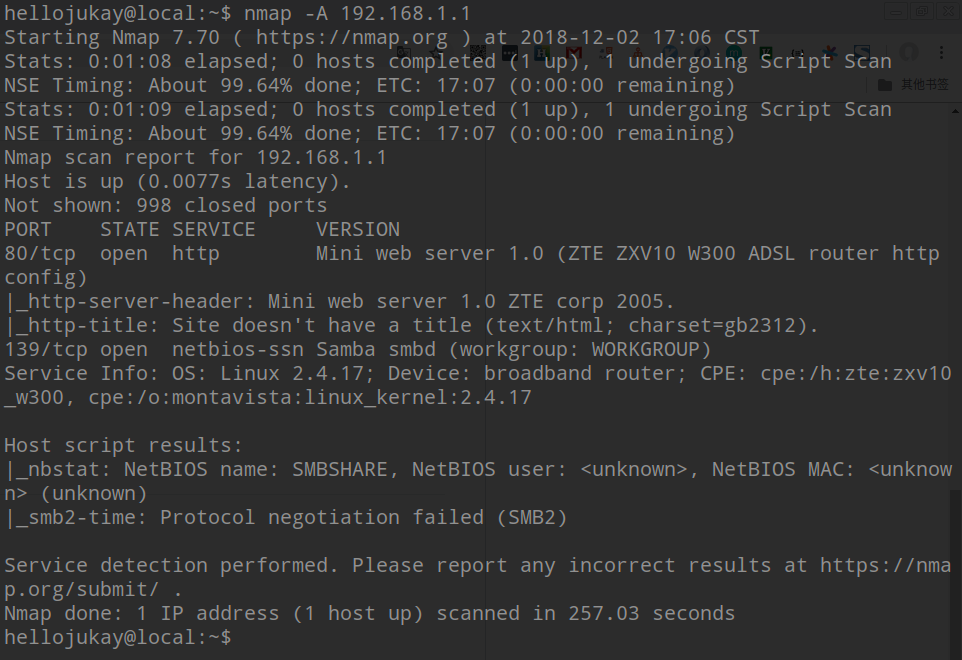 hellojukay@local:~$ nmap -A 192.168.1.1
Starting Nmap 7.70 ( https://nmap.org ) at 2018-12-02 17:06 CST
Stats: 0:01:08 elapsed; 0 hosts completed (1 up), 1 undergoing Script Scan
NSE Timing: About 99.64% done; ETC: 17:07 (0:00:00 remaining)
其他书签
Stats: 0:01:09 elapsed; 0 hosts completed (1 up), 1 undergoing Script Scan
NSE Timing: About 99.64% done; ETC: 17:07 (0:00:00 remaining)
Nmap scan report for 192.168.1.1
Host is up (0.0077s latency).
Not shown: 998 closed ports
PORT    STATE SERVICE     VERSION
80/tcp  open  http        Mini web server 1.0 (ZTE ZXV10 W300 ADSL router http
config)
|_http-server-header: Mini web server 1.0 ZTE corp 2005.
|_http-title: Site doesn't have a title (text/html; charset=gb2312).
139/tcp open  netbios-ssn Samba smbd (workgroup: WORKGROUP)
Service Info: OS: Linux 2.4.17; Device: broadband router; CPE: cpe:/h:zte:zxv10
_w300, cpe:/o:montavista:linux_kernel:2.4.17
Host script results:
|_nbstat: NetBIOS name: SMBSHARE, NetBIOS user: <unknown>, NetBIOS MAC: <unknow
n> (unknown)
|_smb2-time: Protocol negotiation failed (SMB2)
Service detection performed. Please report any incorrect results at https://nma
p.org/submit/ .
Nmap done: 1 IP address (1 host up) scanned in 257.03 seconds
hellojukay@local:~$